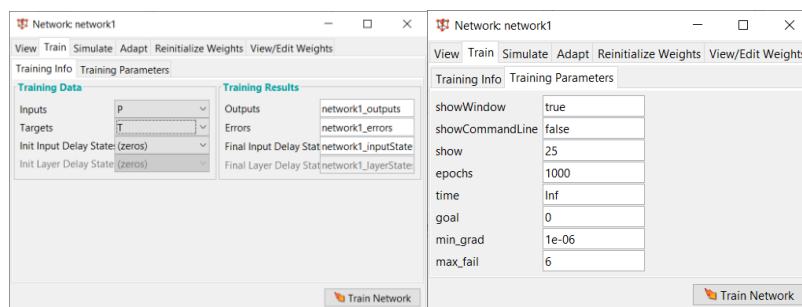 Network: network1
View Train Simulate Adapt Reinitialize Weights View/Edit Weights
Training Info Training Parameters
Training Data
Inputs P
Targets T
Init Input Delay States (zeros)
Init Layer Delay States (zeros)
Training Results
Outputs network1_outputs
Errors network1_errors
Final Input Delay Stat network1_inputState
Final Layer Delay Stat network1_layerState
Train Network
Network: network1
View Train Simulate Adapt Reinitialize Weights View/Edit Weights
Training Info Training Parameters
showWindow true
showCommandLine false
show 25
epochs 1000
time Inf
goal 0
min_grad 1e-06
max_fail 6
Train Network